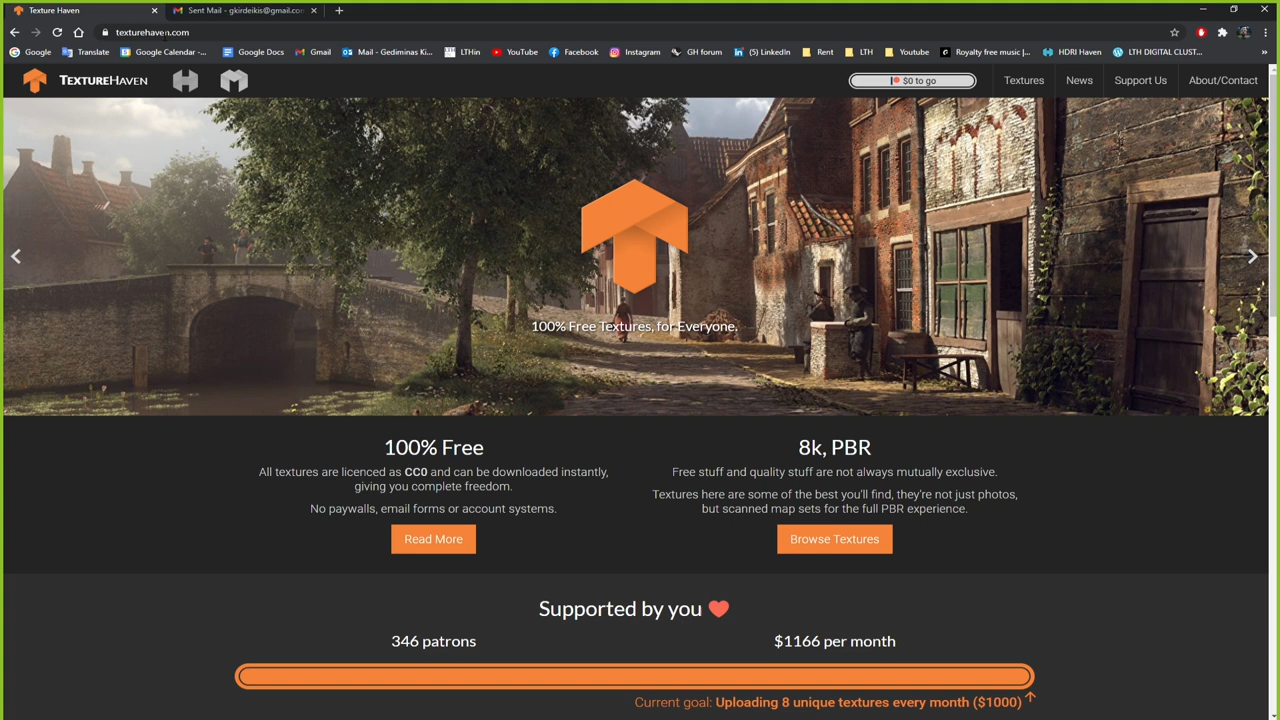 Texture Haven
Sent Mail - gkirdeikis@gmail.com
texturehaven.com
Google
Translate
Google Calendar -...
Google Docs
Gmail
Mail - Gediminas Ki...
LTHin
YouTube
Facebook
Instagram
GH forum
(5) LinkedIn
Rent
LTH
Youtube
Royalty free music |...
HDRI Haven
LTH DIGITAL CLUST...
TEXTUREHAVEN
$0 to go
Textures
News
Support Us
About/Contact
100% Free Textures, for Everyone.
100% Free
All textures are licenced as CC0 and can be downloaded instantly,
giving you complete freedom.
No paywalls, email forms or account systems.
Read More
8k, PBR
Free stuff and quality stuff are not always mutually exclusive.
Textures here are some of the best you'll find, they're not just photos,
but scanned map sets for the full PBR experience.
Browse Textures
Supported by you
346 patrons
$1166 per month
Current goal: Uploading 8 unique textures every month ($1000)